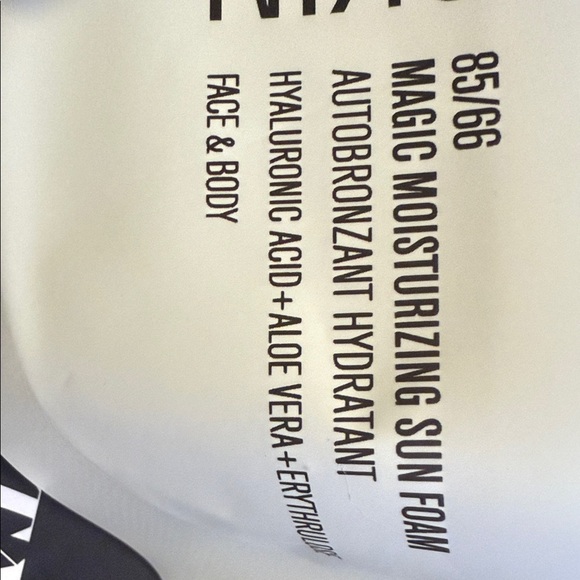 85/66
MAGIC MOISTURIZING SUN FOAM
AUTOBRONZANT HYDRATANT
HYALURONIC ACID + ALOE VERA + ERYTHRULOSE
FACE & BODY